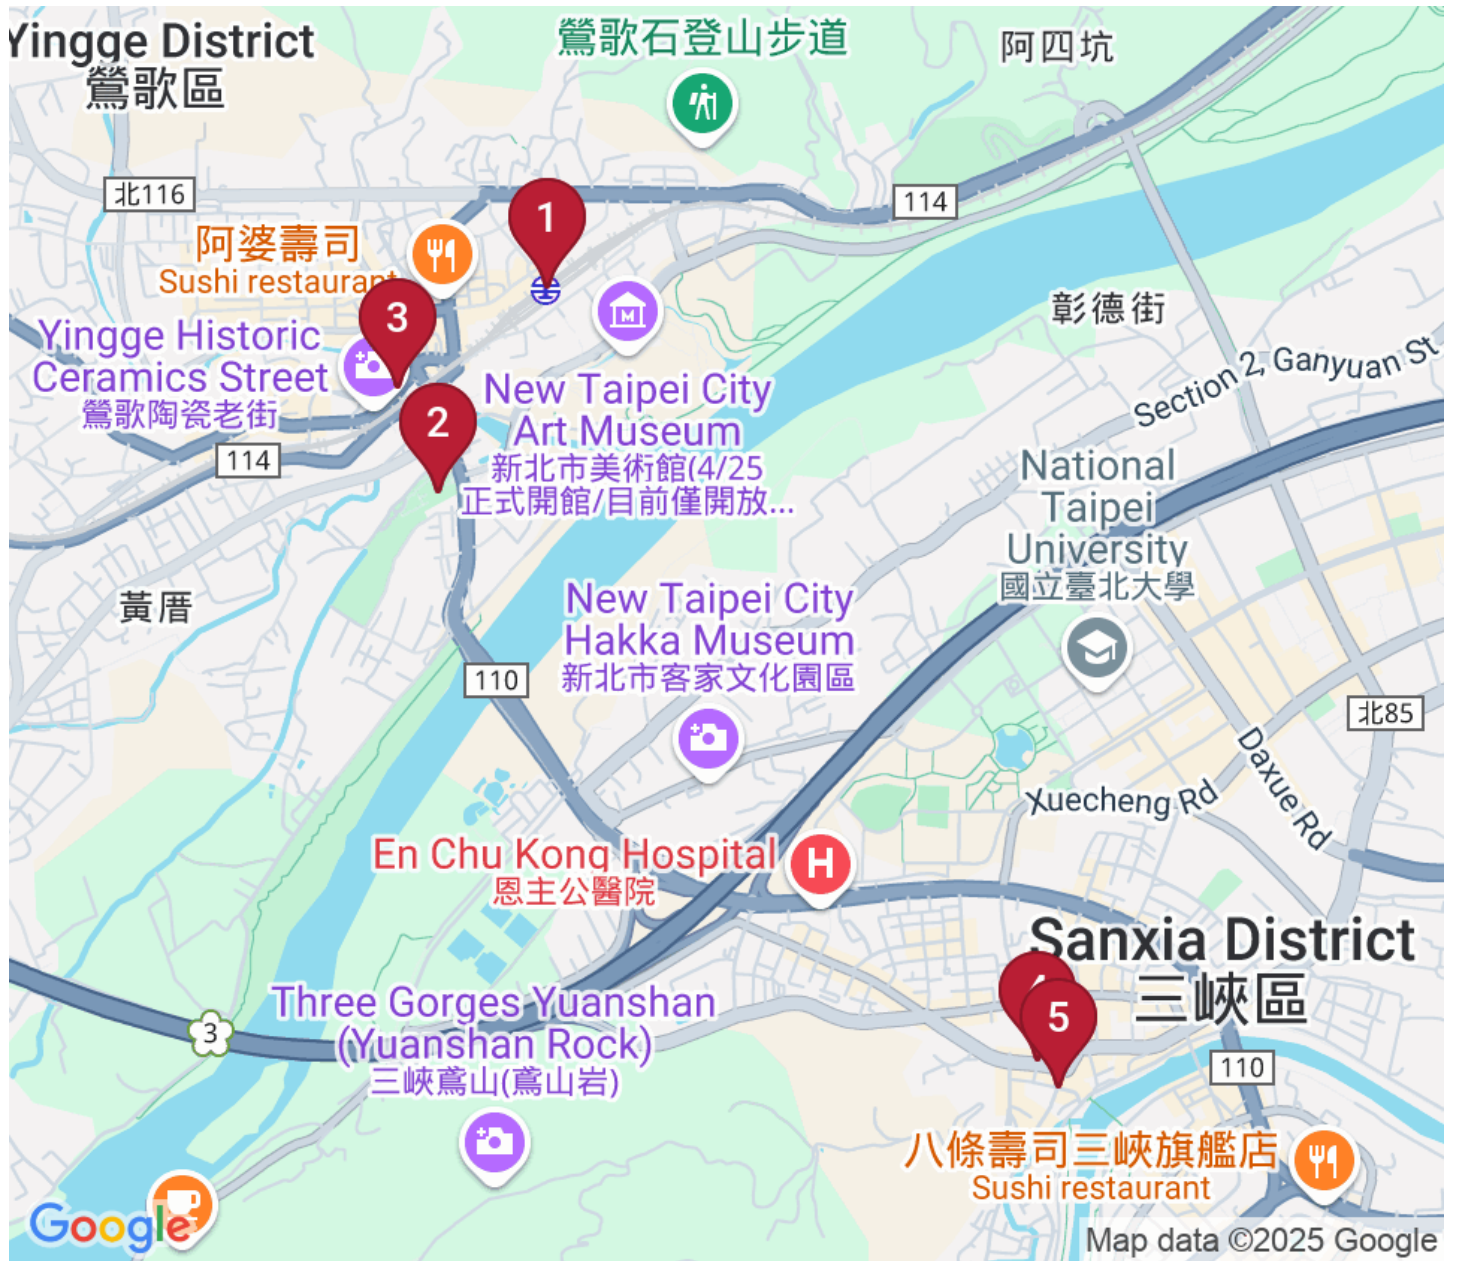 Yingge District
鶯歌區
鶯歌石登山步道
阿四坑
北116
114
1
阿婆壽司
Sushi restaurant
3
Yingge Historic
Ceramics Street
鶯歌陶瓷老街
彰德街
Section 2, Ganyuan St
2
New Taipei City
Art Museum
新北市美術館(4/25
正式開館/目前僅開放...
114
National
Taipei
University
國立臺北大學
黃厝
New Taipei City
Hakka Museum
新北市客家文化園區
110
北85
Daxue Rd
Xuecheng Rd
En Chu Kong Hospital
恩主公醫院
H
Sanxia District
三峽區
4
5
Three Gorges Yuanshan
(Yuanshan Rock)
三峽鳶山(鳶山岩)
3
110
八條壽司三峽旗艦店
Sushi restaurant
Google
Map data ©2025 Google